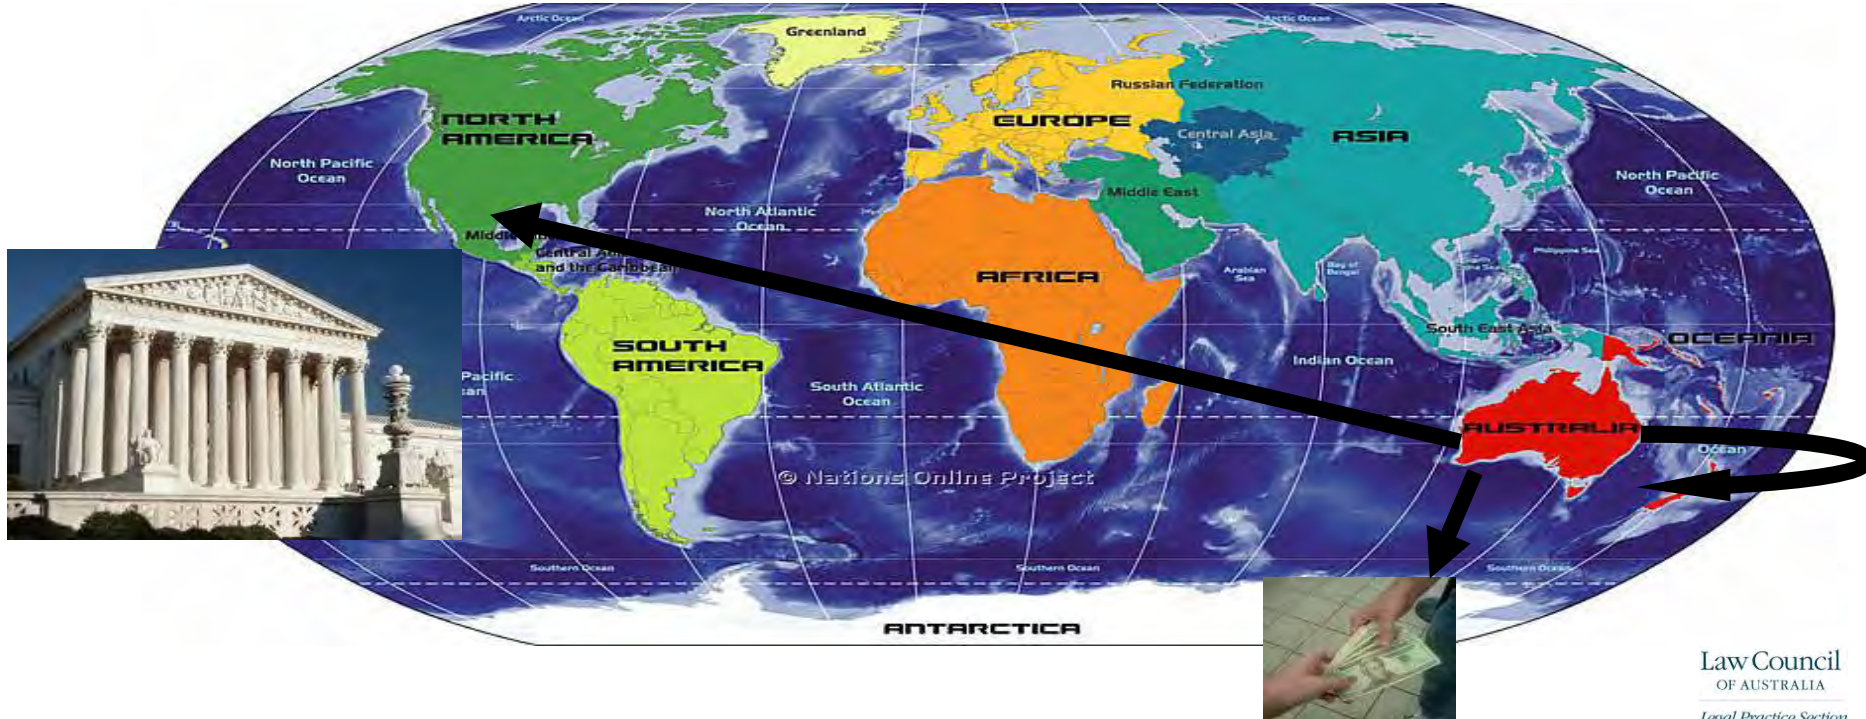 Arctic Ocean
Arctic Ocean
Greenland
Russian Federation
NORTH
AMERICA
EUROPE
Central Asia
ASIA
North Pacific
Ocean
Middle East
North Pacific
Ocean
North Atlantic
Ocean
Central
and the Caribbean
Philippine Sea
Arabian
Sea
Bay of
Bengal
AFRICA
South East Asia
OCEANIA
SOUTH
AMERICA
Indian Ocean
Pacific
South Atlantic
Ocean
AUSTRALIA
Ocean
© Nations Online Project
Southern Ocean
Southern Ocean
Southern Ocean
ANTARCTICA
Law Council
OF AUSTRALIA
Legal Practice Section